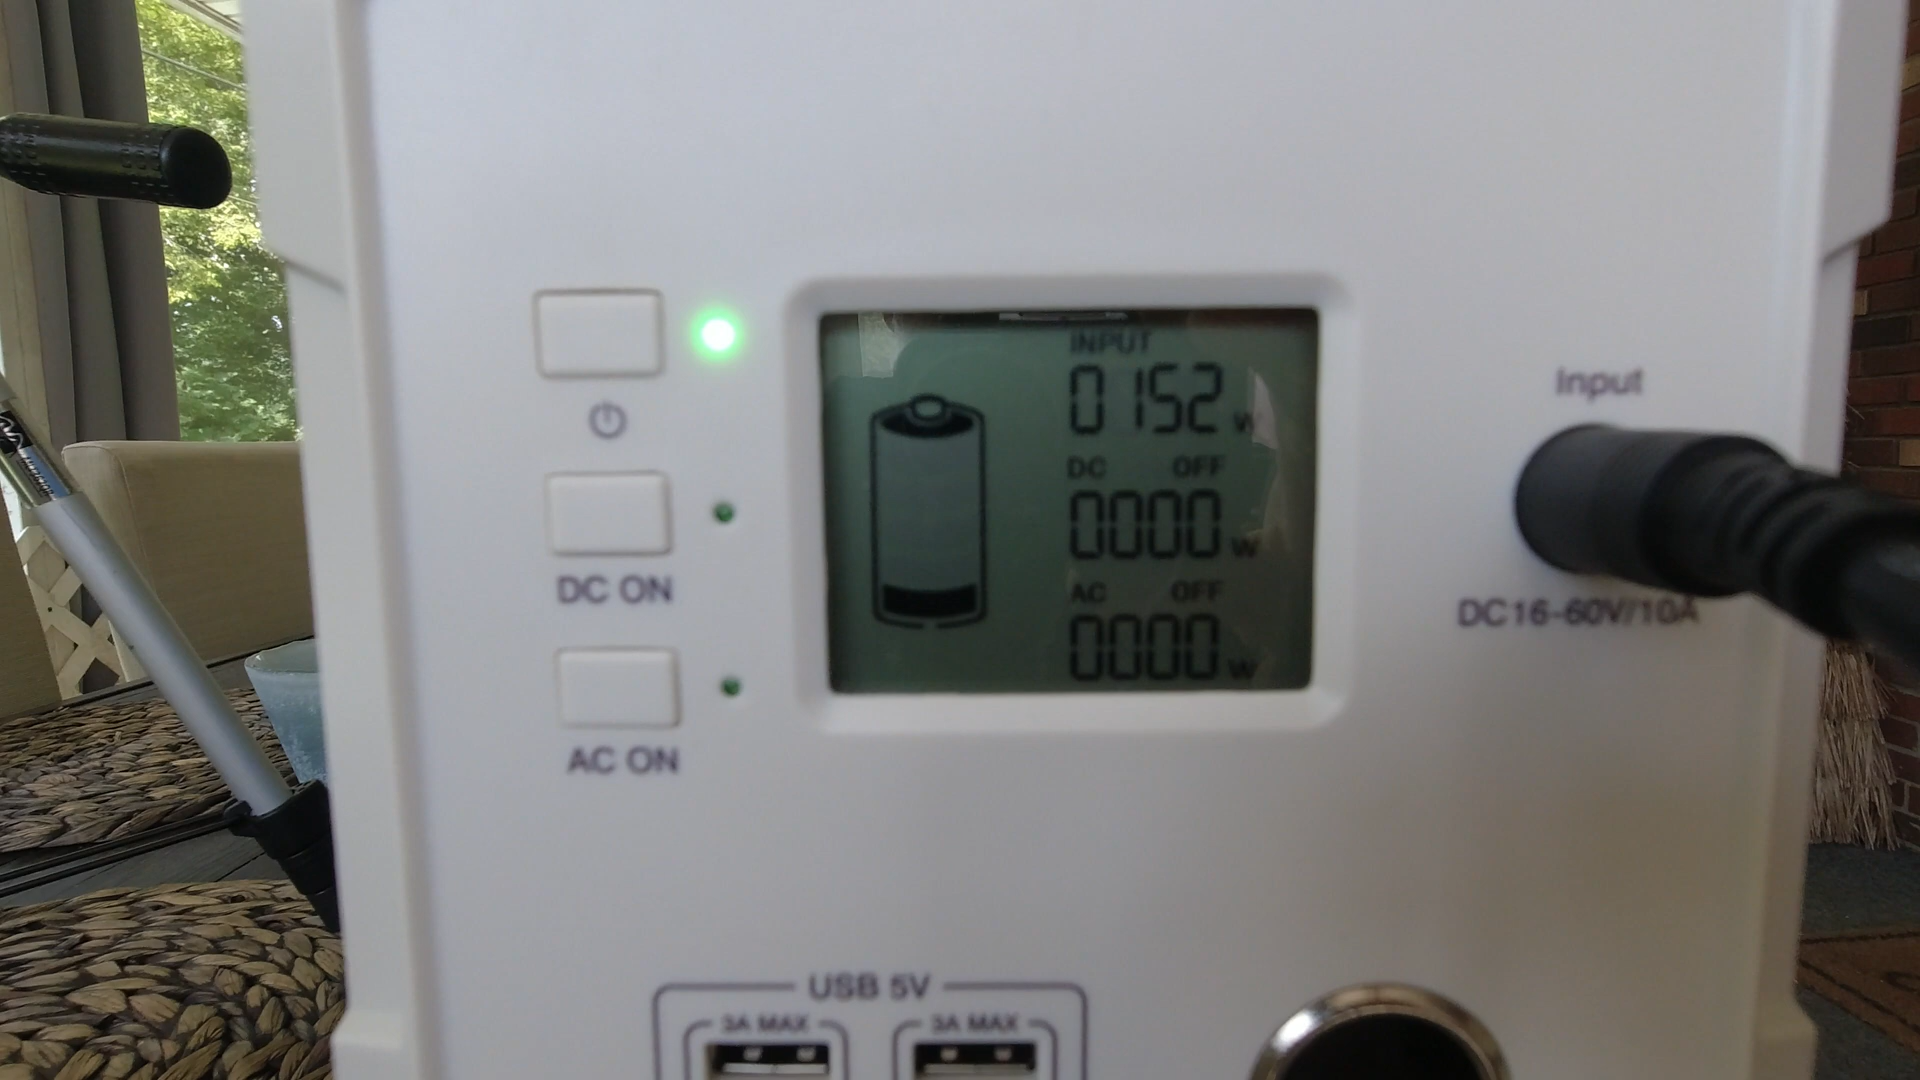 INPUT
0152 W
DC OFF
0000 W
AC OFF
0000 W
DC ON
AC ON
Input
DC16-60V/10A
USB 5V
3A MAX 3A MAX